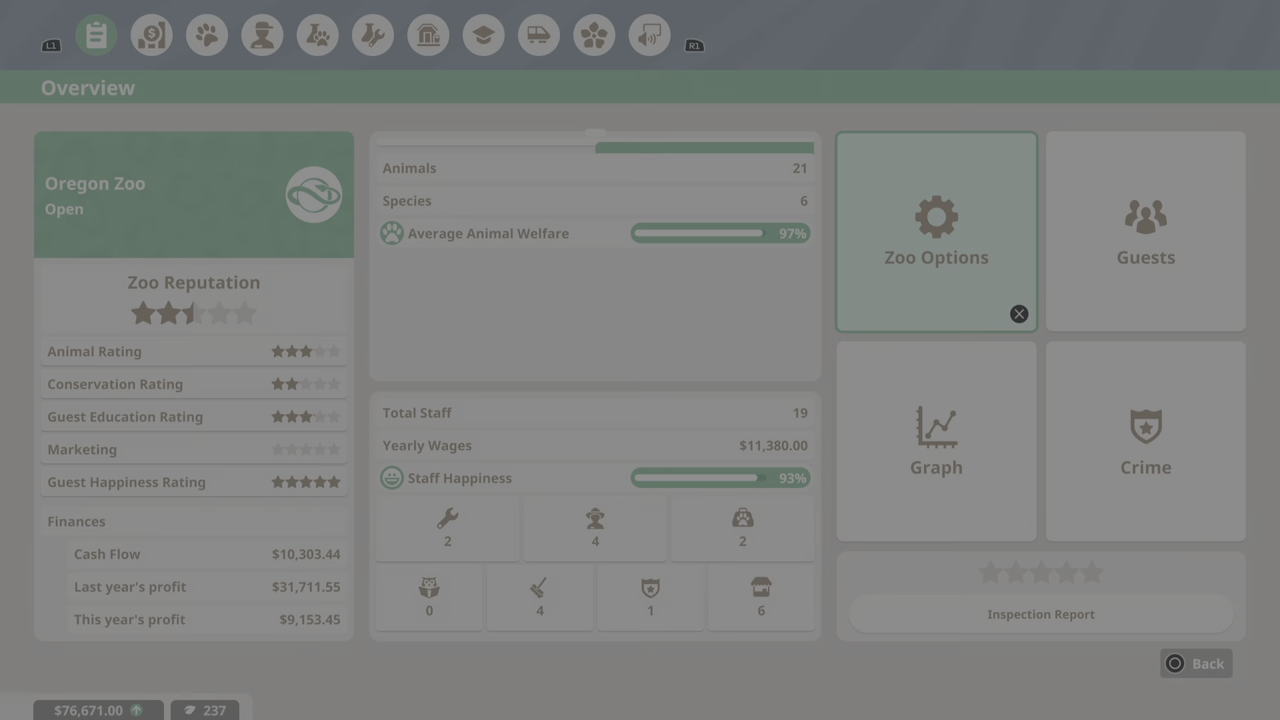 L1
R1
Overview
Oregon Zoo
Open
Zoo Reputation
Animal Rating
Conservation Rating
Guest Education Rating
Marketing
Guest Happiness Rating
Finances
Cash Flow $10,303.44
Last year's profit $31,711.55
This year's profit $9,153.45
Animals 21
Species 6
Average Animal Welfare 97%
Total Staff 19
Yearly Wages $11,380.00
Staff Happiness 93%
2 4 2
0 4 1 6
Zoo Options
Guests
Graph
Crime
Inspection Report
Back
$76,671.00 237